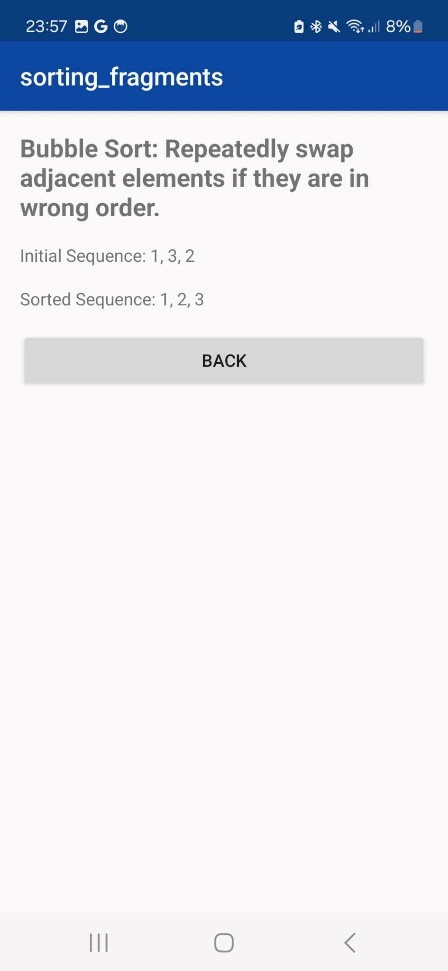 23:57 G 8%
sorting_fragments
Bubble Sort: Repeatedly swap
adjacent elements if they are in
wrong order.
Initial Sequence: 1, 3, 2
Sorted Sequence: 1, 2, 3
BACK